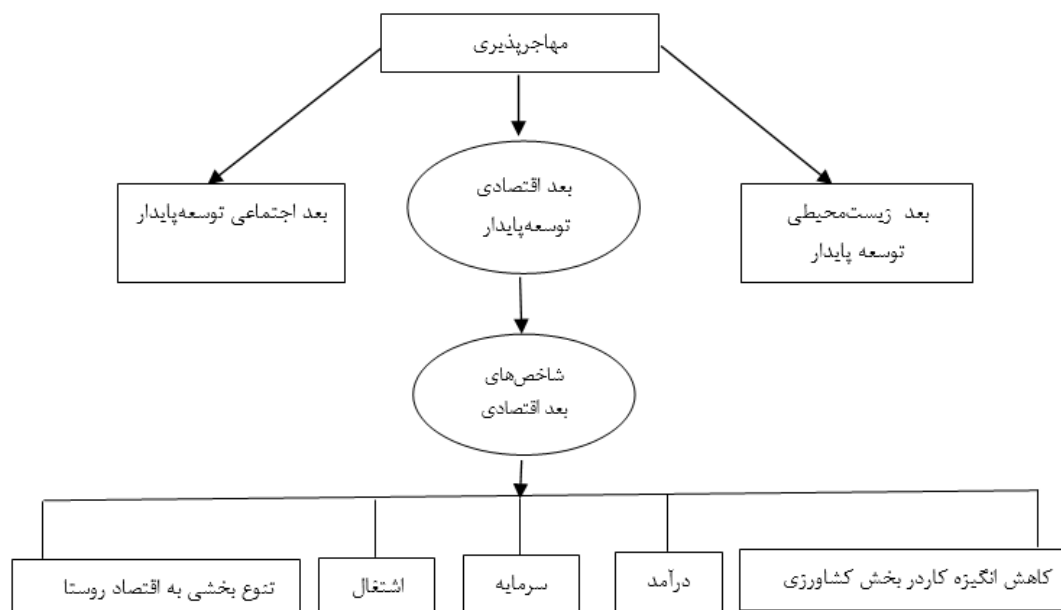 مهاجرپذیری
بعد زیست‌محیطی
توسعه پایدار
بعد اقتصادی
توسعه‌پایدار
بعد اجتماعی توسعه‌پایدار
شاخص‌های
بعد اقتصادی
کاهش انگیزه کاردر بخش کشاورزی
درآمد
سرمایه
اشتغال
تنوع بخشی به اقتصاد روستا